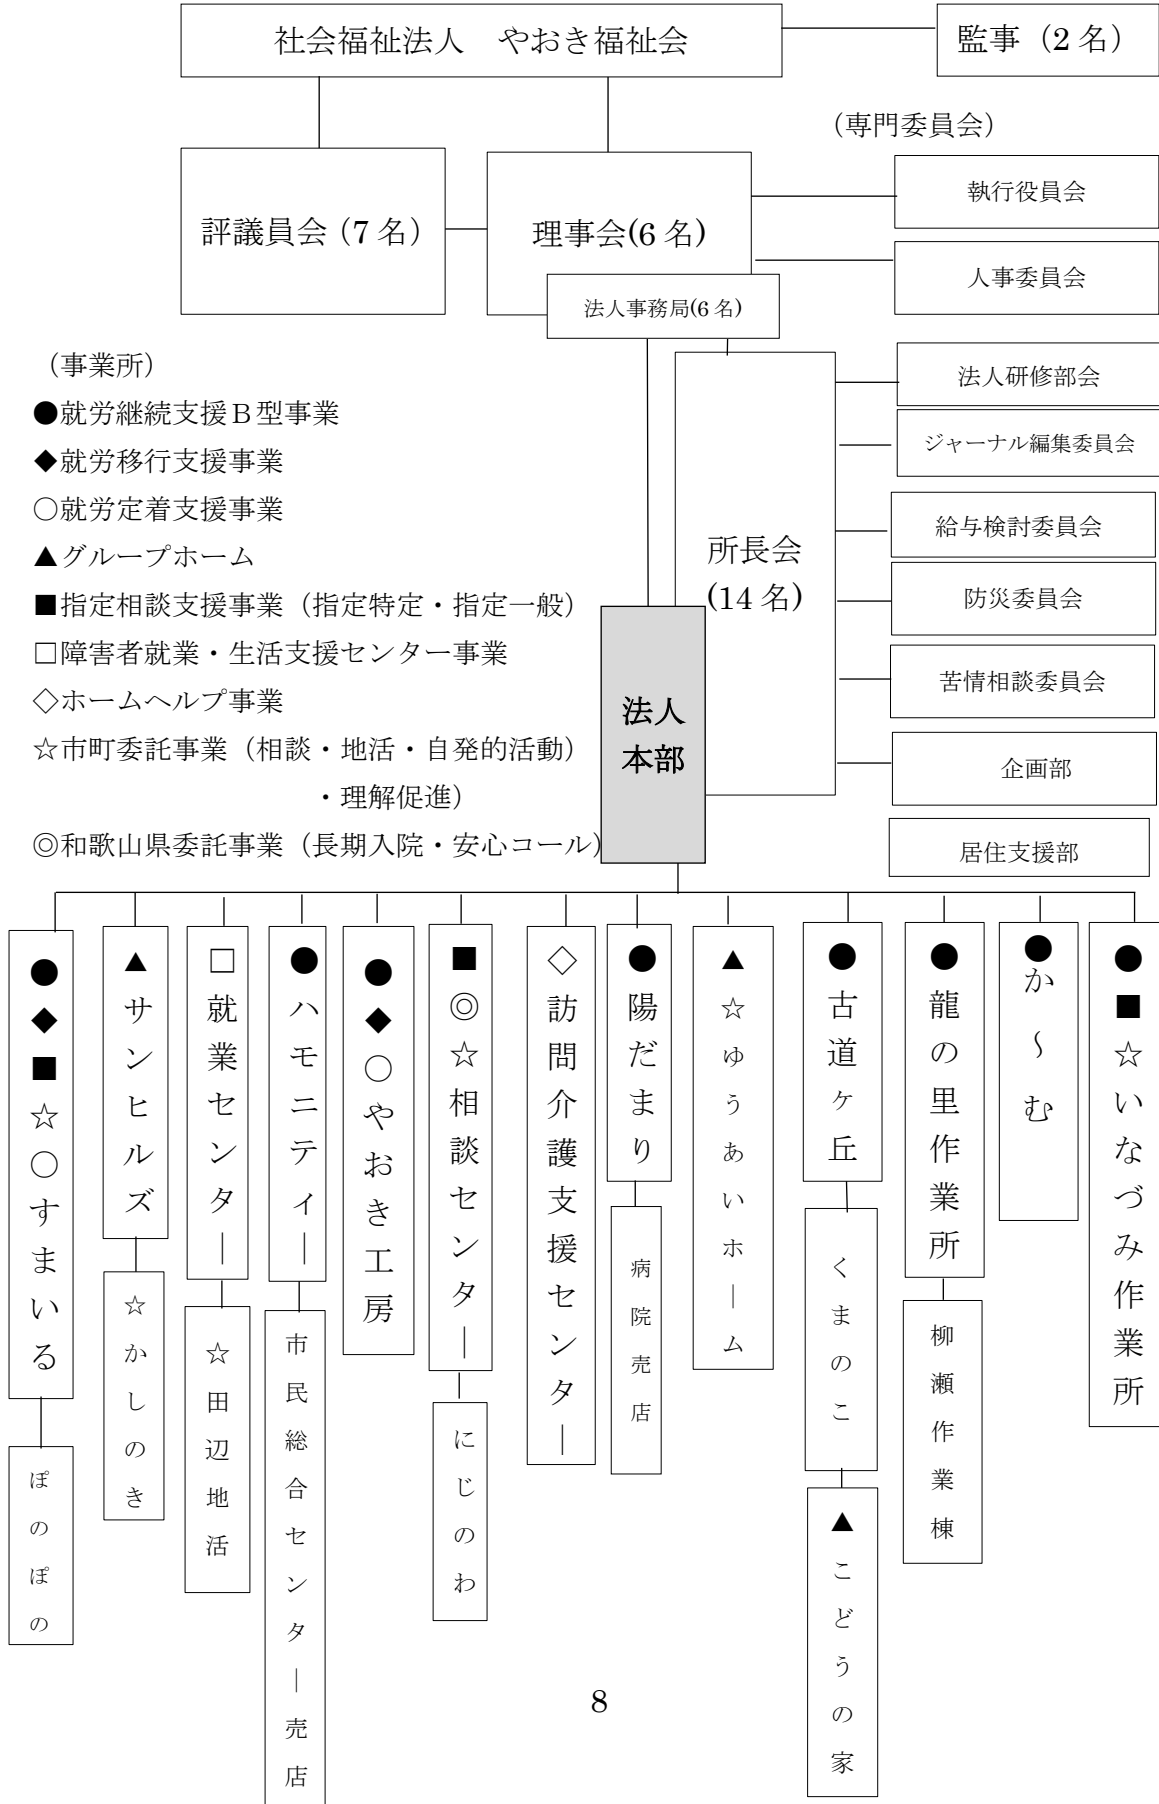 社会福祉法人　やおき福祉会
監事（2名）
（専門委員会）
評議員会（7名）
理事会(6名)
法人事務局(6名)
執行役員会
人事委員会
（事業所）
●就労継続支援Ｂ型事業
◆就労移行支援事業
○就労定着支援事業
▲グループホーム
■指定相談支援事業（指定特定・指定一般）
□障害者就業・生活支援センター事業
◇ホームヘルプ事業
☆市町委託事業（相談・地活・自発的活動）
・理解促進）
◎和歌山県委託事業（長期入院・安心コール）
所長会
(14名)
法人
本部
法人研修部会
ジャーナル編集委員会
給与検討委員会
防災委員会
苦情相談委員会
企画部
居住支援部
●◆■☆○すまいる
ぽのぽの
▲サンヒルズ
☆かしのき
□就業センター
☆田辺地活
●ハモニティー
市民総合センター売店
●◆○やおき工房
■◎☆相談センター
にじのわ
◇訪問介護支援センター
●陽だまり
病院売店
▲☆ゆうあいホーム
●古道ケ丘
くまのこ
▲こどうの家
●龍の里作業所
柳瀬作業棟
●か～む
●■☆いなづみ作業所
8